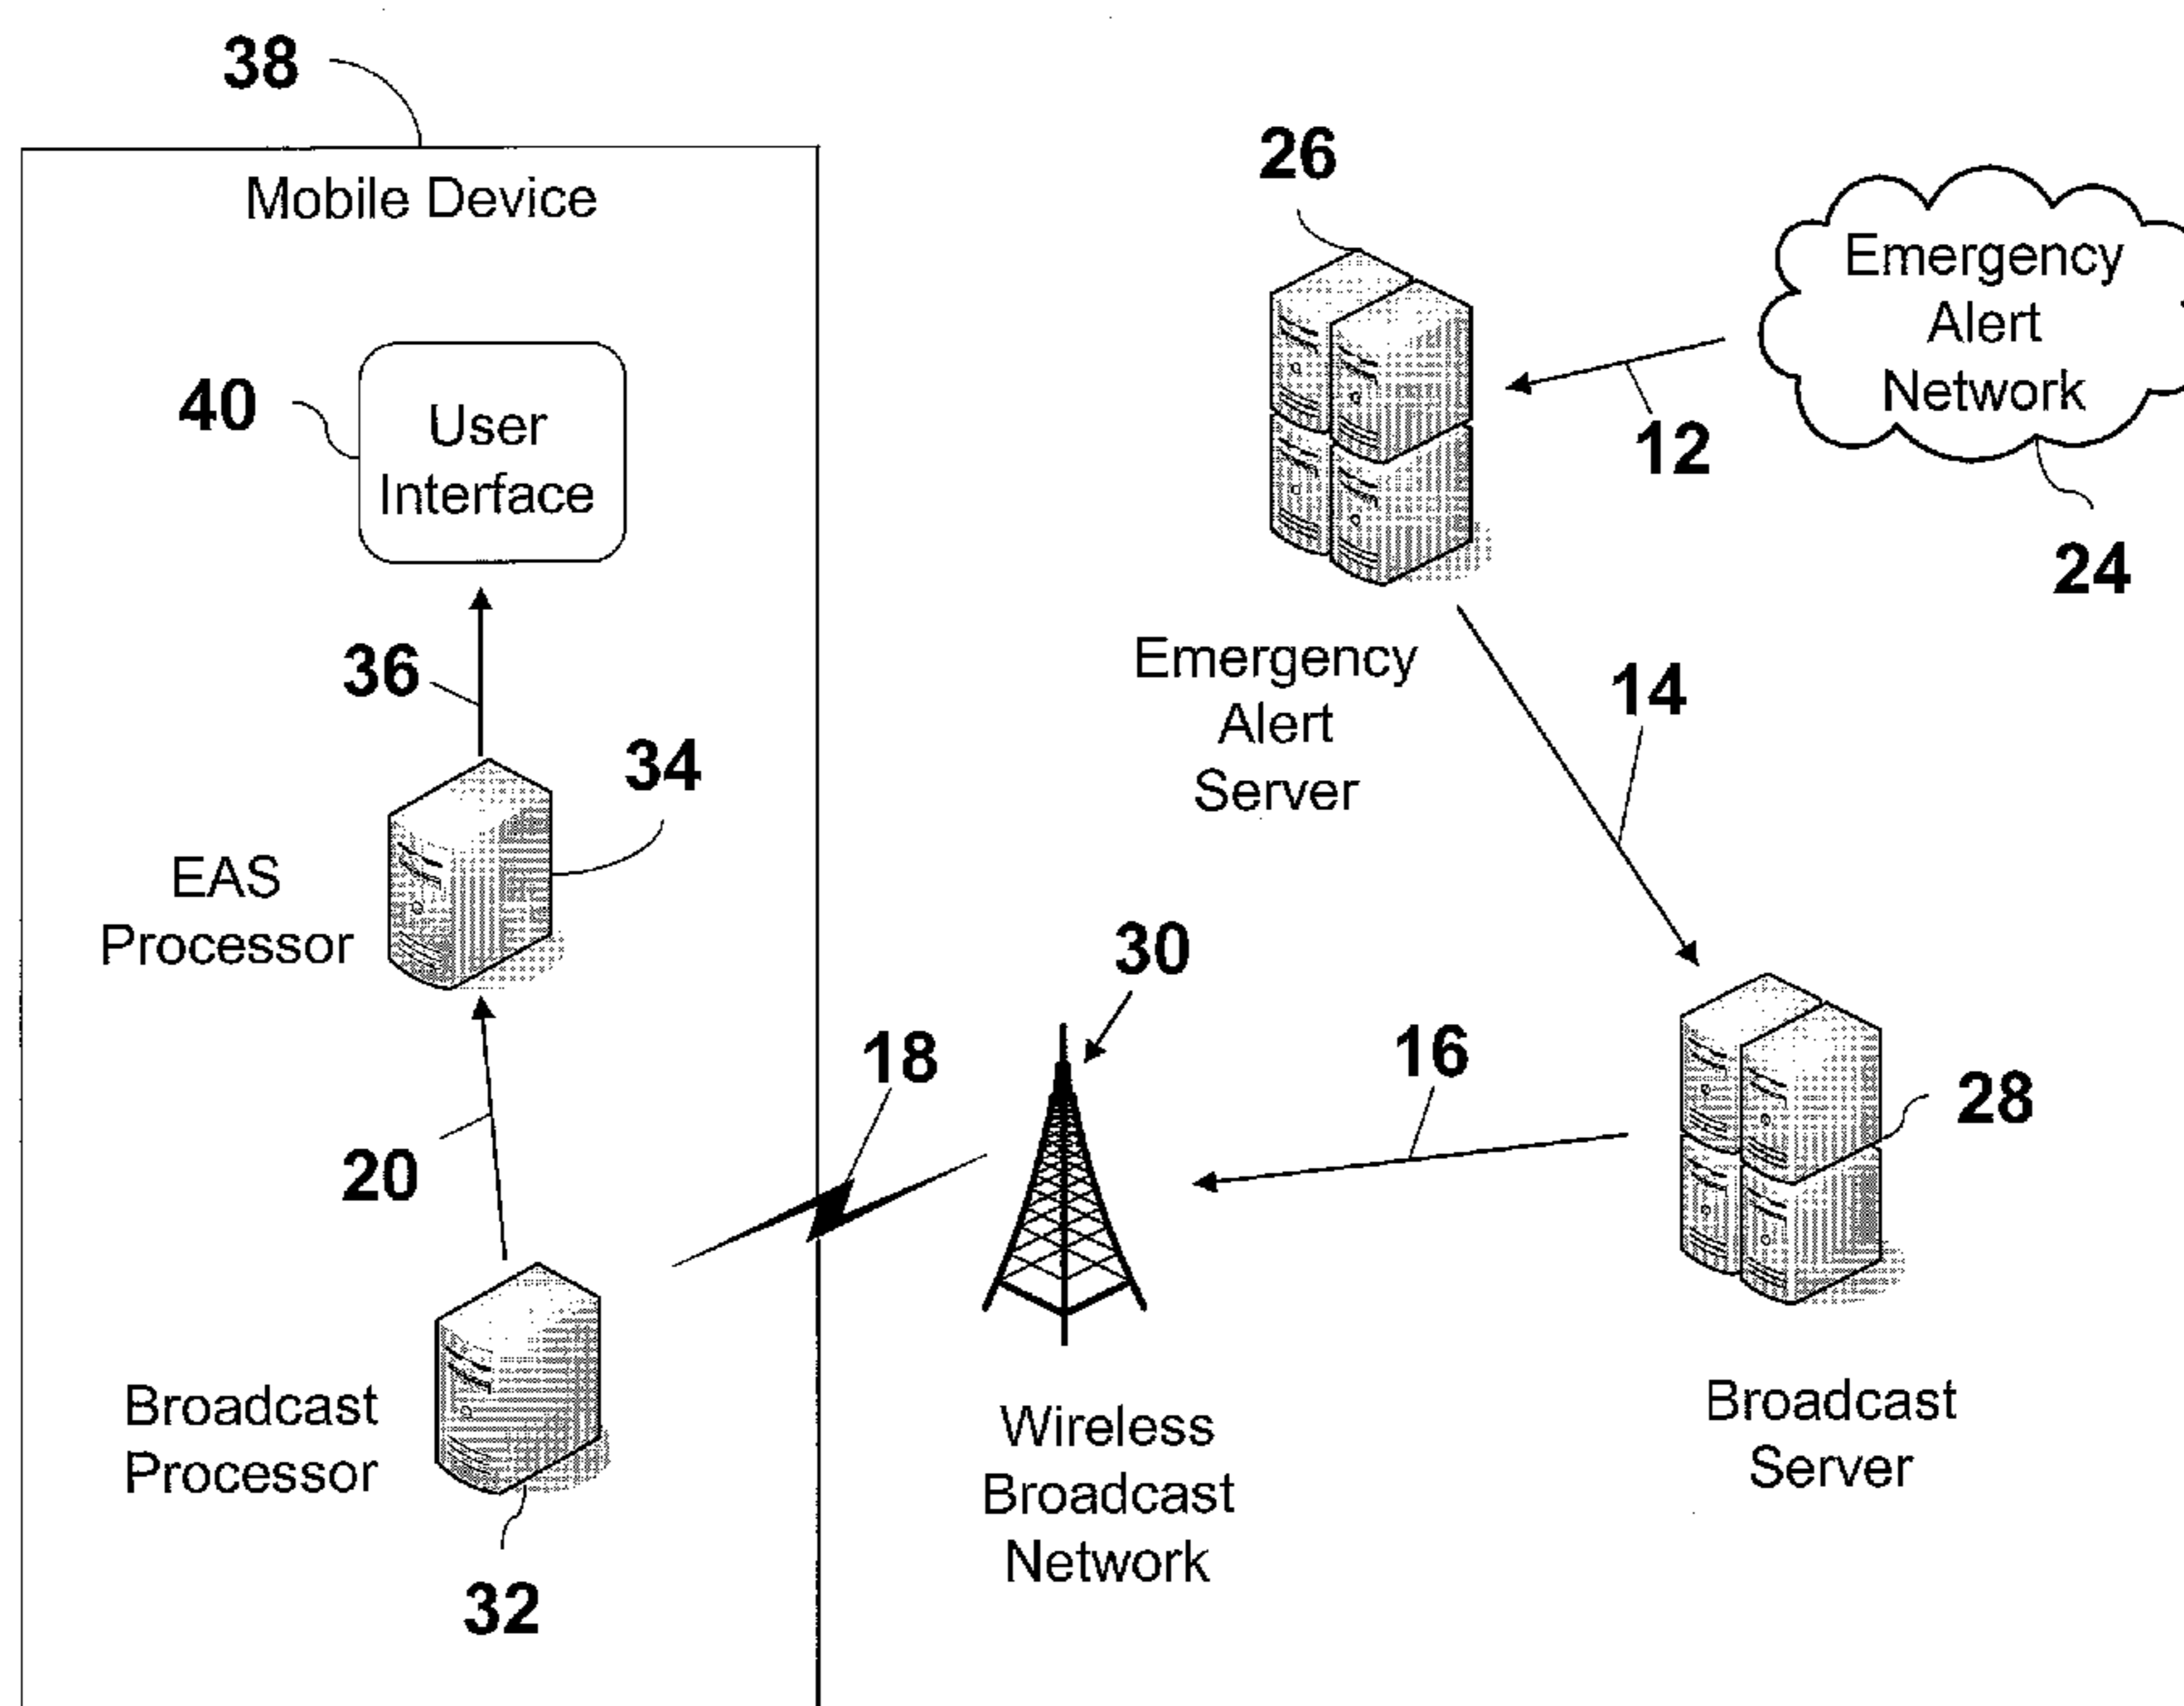 38
Mobile Device
26
Emergency
Alert
Network
40
User
Interface
12
24
36
Emergency
Alert
Server
14
34
EAS
Processor
30
18
16
28
20
Broadcast
Processor
Wireless
Broadcast
Network
Broadcast
Server
32